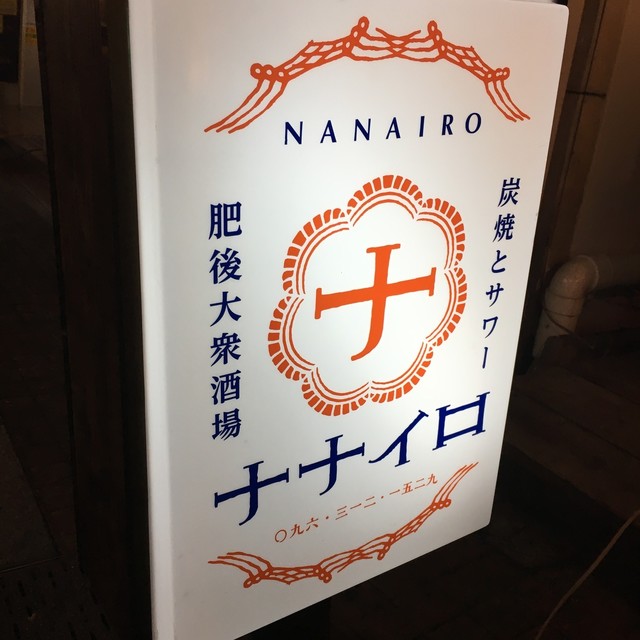 NANAIRO
炭焼とサワー
肥後大衆酒場
ナ
ナナイロ
〇九六・三一二・一五二九